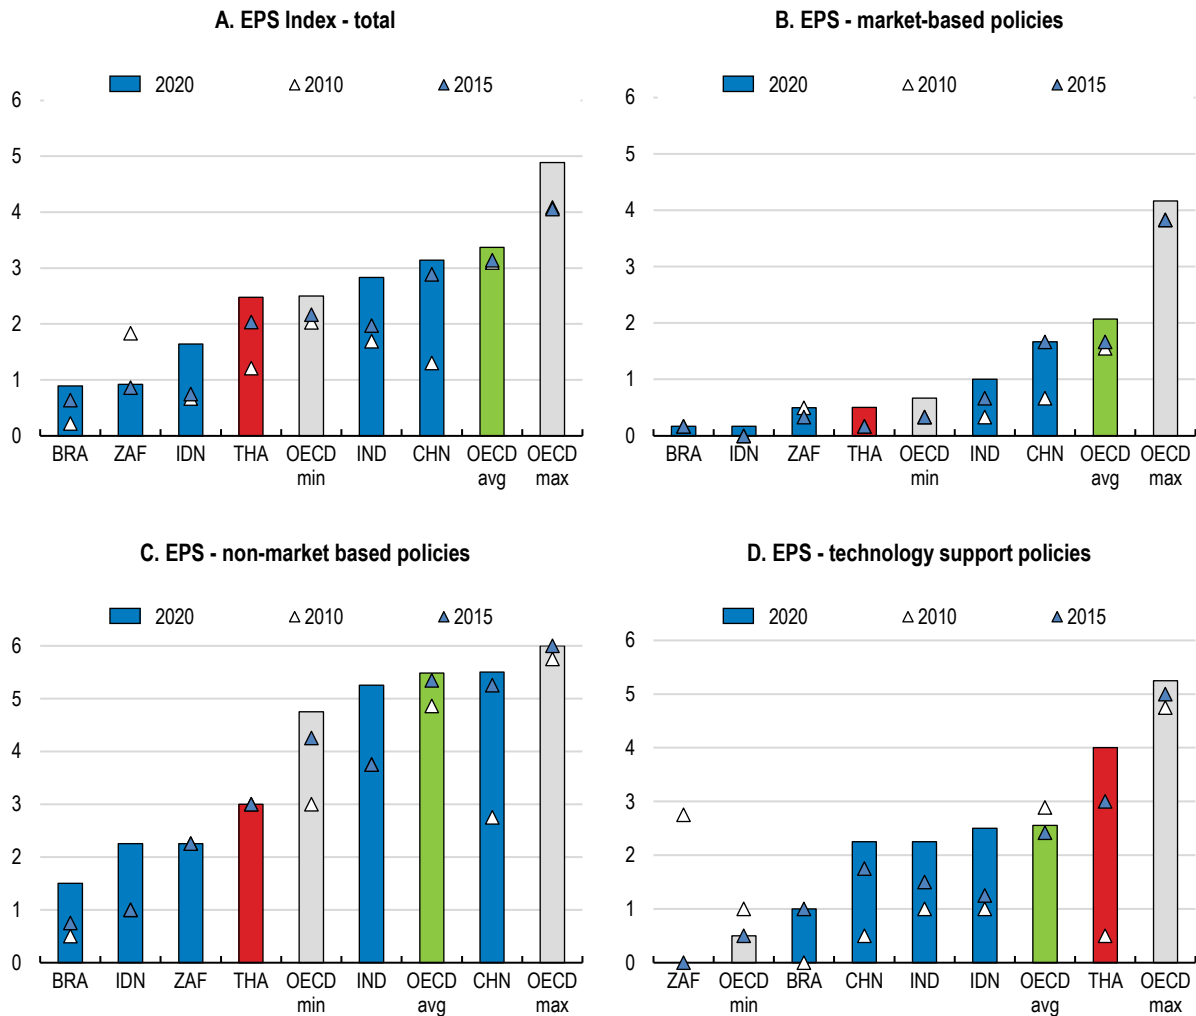 A. EPS Index - total
2020 2010 2015
6
5
4
3
2
1
0
BRA ZAF IDN THA OECD min IND CHN OECD avg OECD max
B. EPS - market-based policies
2020 2010 2015
6
5
4
3
2
1
0
BRA IDN ZAF THA OECD min IND CHN OECD avg OECD max
C. EPS - non-market based policies
2020 2010 2015
6
5
4
3
2
1
0
BRA IDN ZAF THA OECD min IND OECD avg CHN OECD max
D. EPS - technology support policies
2020 2010 2015
6
5
4
3
2
1
0
ZAF OECD min BRA CHN IND IDN OECD avg THA OECD max